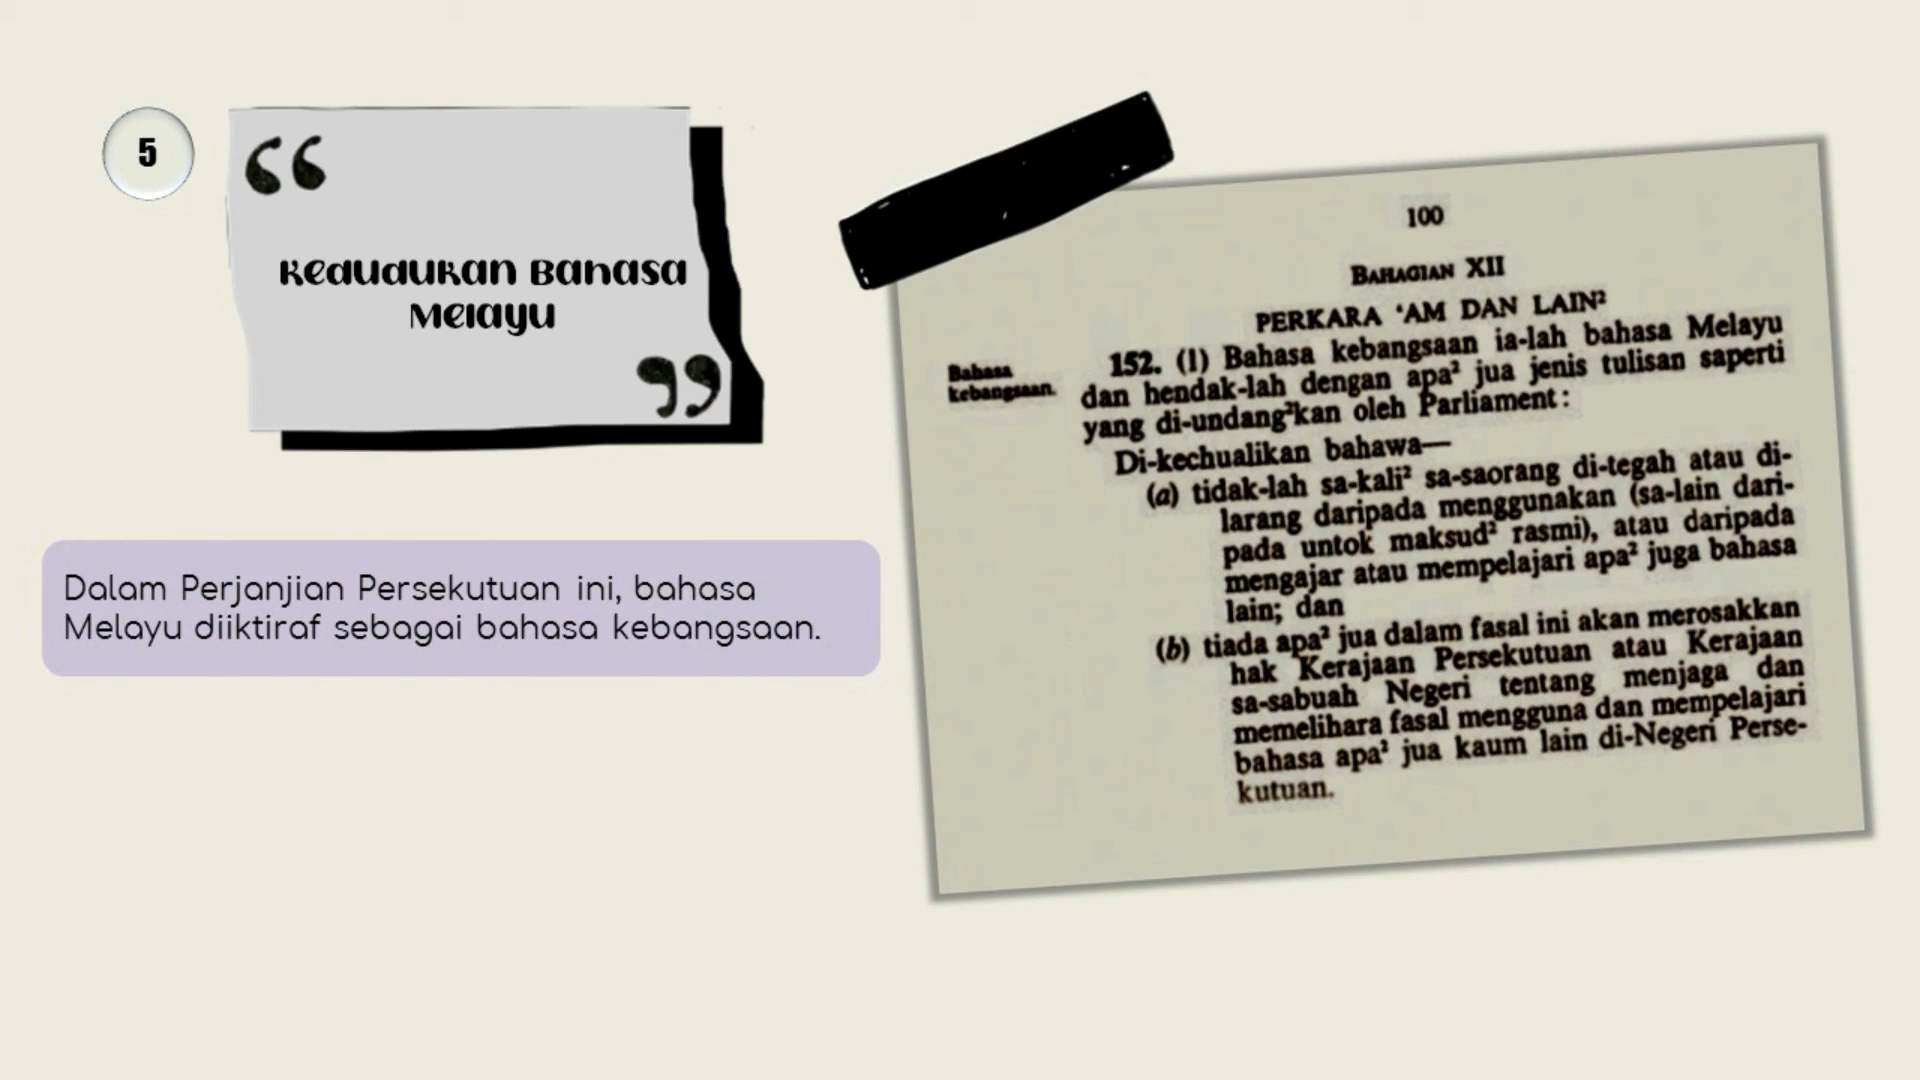 5
Kedudukan Bahasa
Melayu
Dalam Perjanjian Persekutuan ini, bahasa
Melayu diiktiraf sebagai bahasa kebangsaan.
100
BAHAGIAN XII
PERKARA ‘AM DAN LAIN²
Bahasa
kebangsaan.
152. (1) Bahasa kebangsaan ia-lah bahasa Melayu
dan hendak-lah dengan apa² jua jenis tulisan saperti
yang di-undang²kan oleh Parliament:
Di-kechualikan bahawa—
(a) tidak-lah sa-kali² sa-saorang di-tegah atau di-
larang daripada menggunakan (sa-lain dari-
pada untok maksud² rasmi), atau daripada
mengajar atau mempelajari apa² juga bahasa
lain; dan
(b) tiada apa² jua dalam fasal ini akan merosakkan
hak Kerajaan Persekutuan atau Kerajaan
sa-sabuah Negeri tentang menjaga dan
memelihara fasal mengguna dan mempelajari
bahasa apa² jua kaum lain di-Negeri Perse-
kutuan.